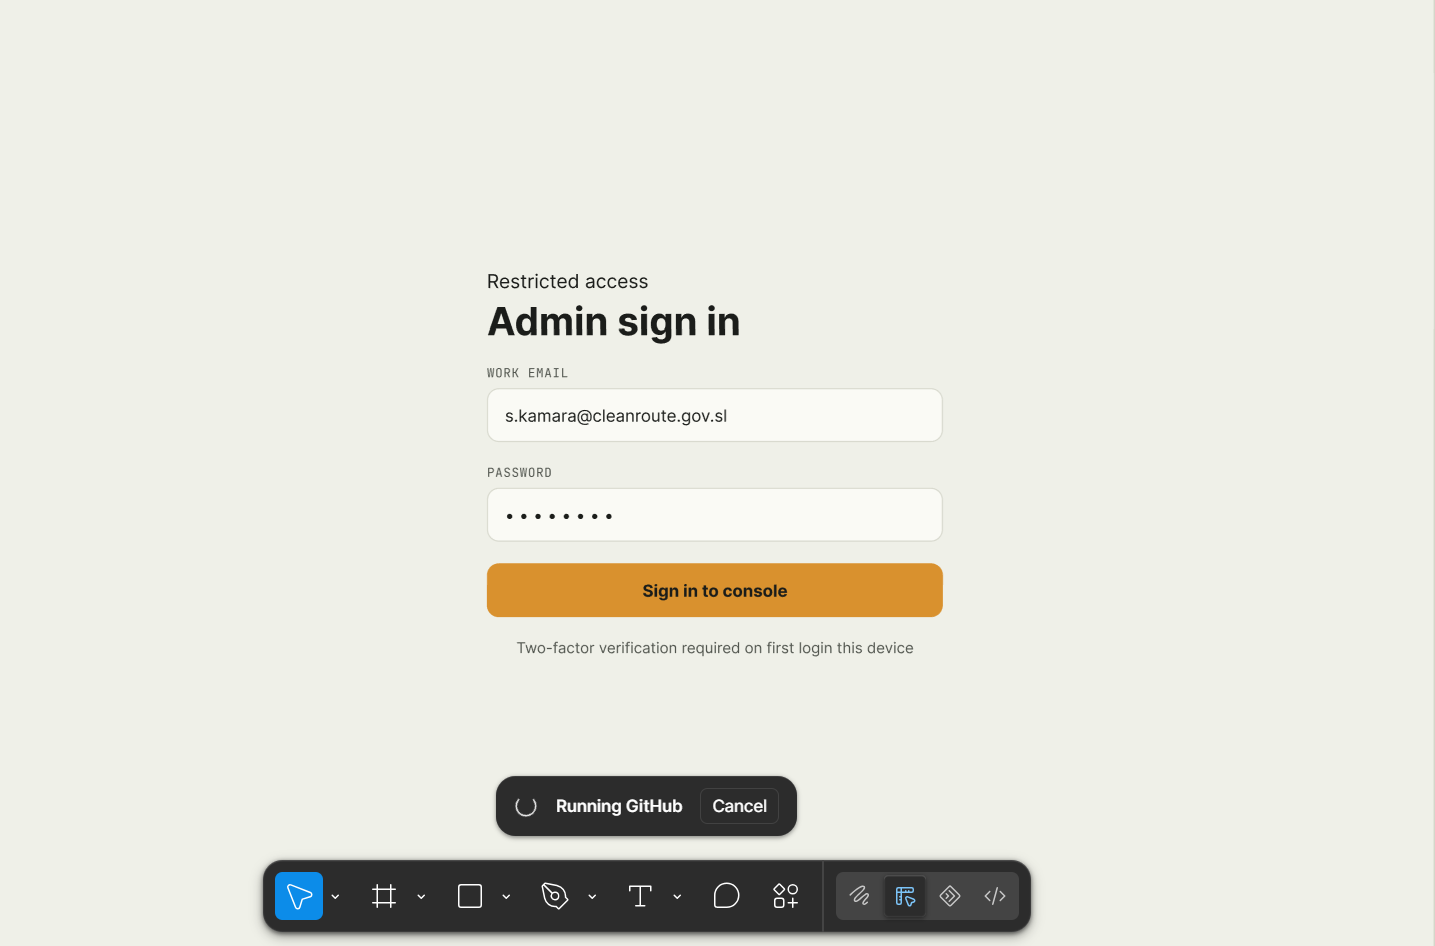 Restricted access
Admin sign in
WORK EMAIL
s.kamara@cleanroute.gov.sl
PASSWORD
••••••••
Sign in to console
Two-factor verification required on first login this device
Running GitHub
Cancel